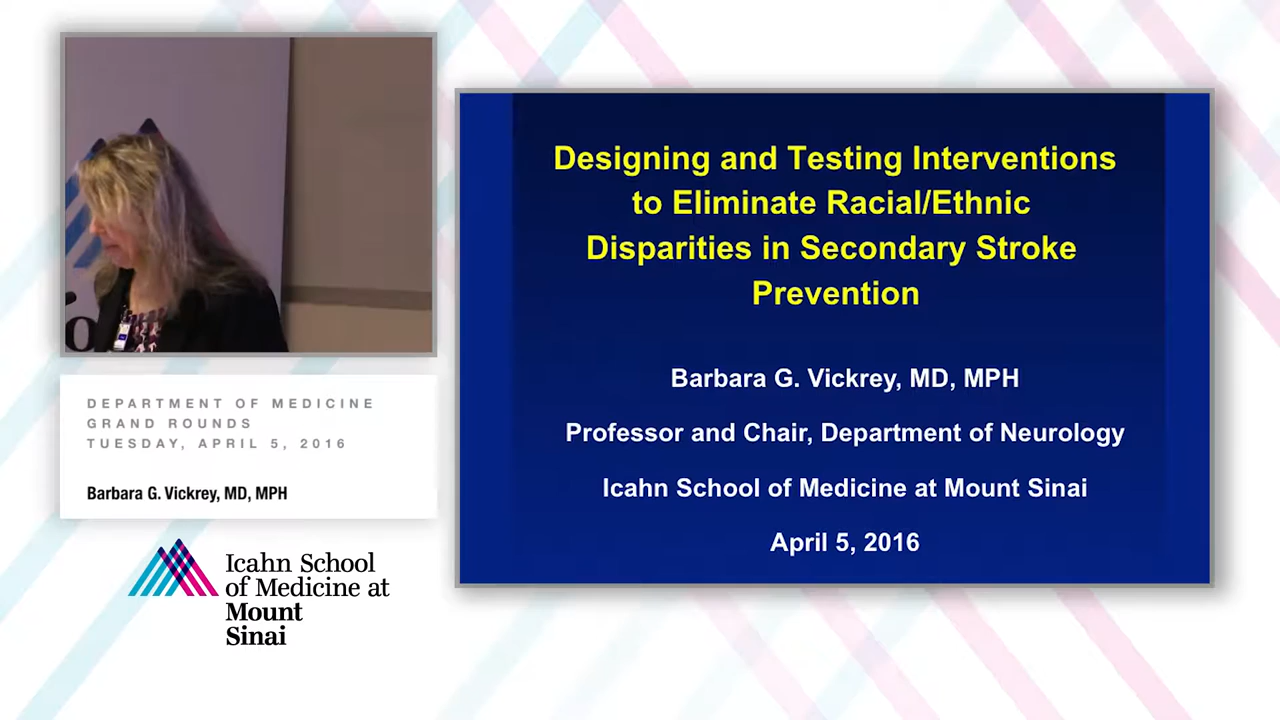 DEPARTMENT OF MEDICINE
GRAND ROUNDS
TUESDAY, APRIL 5, 2016
Barbara G. Vickrey, MD, MPH
Icahn School
of Medicine at
Mount
Sinai
Designing and Testing Interventions
to Eliminate Racial/Ethnic
Disparities in Secondary Stroke
Prevention
Barbara G. Vickrey, MD, MPH
Professor and Chair, Department of Neurology
Icahn School of Medicine at Mount Sinai
April 5, 2016